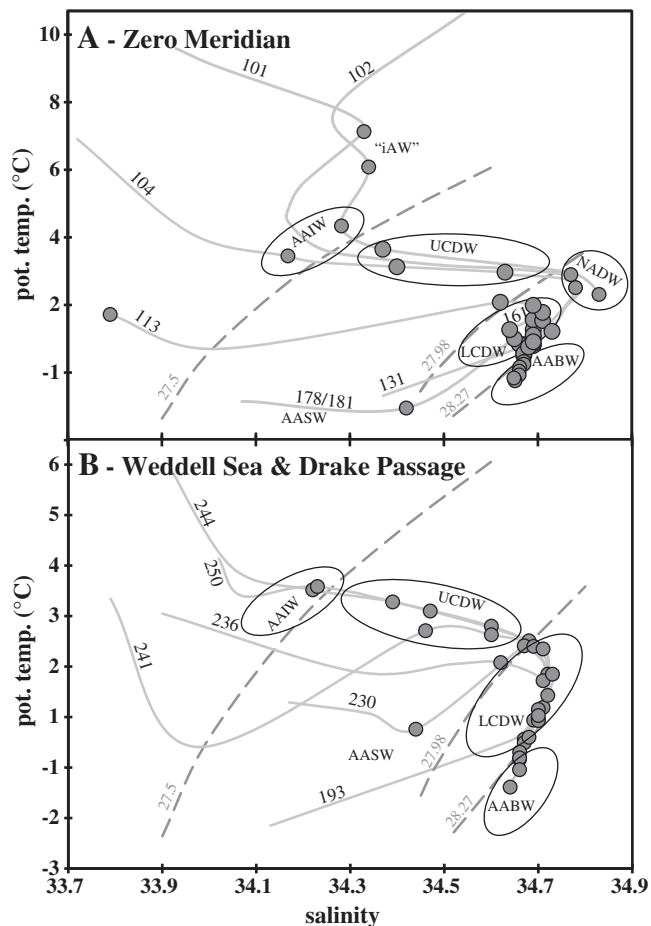 A - Zero Meridian
10
8
6
4
2
-1
pot. temp. (°C)
101
102
"iAW"
104
AAIW
UCDW
NADW
113
161
LCDW
AABW
131
27.5
27.98
28.27
178/181
AASW
B - Weddell Sea & Drake Passage
6
5
4
3
2
1
-1
-2
-3
pot. temp. (°C)
244
250
AAIW
UCDW
236
241
230
LCDW
AASW
27.98
193
27.5
28.27
AABW
33.7
33.9
34.1
34.3
34.5
34.7
34.9
salinity